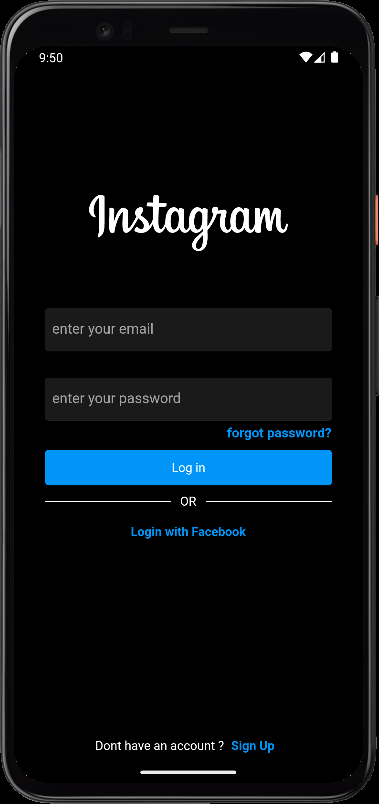 9:50
Instagram
enter your email
enter your password
forgot password?
Log in
OR
Login with Facebook
Dont have an account ? Sign Up